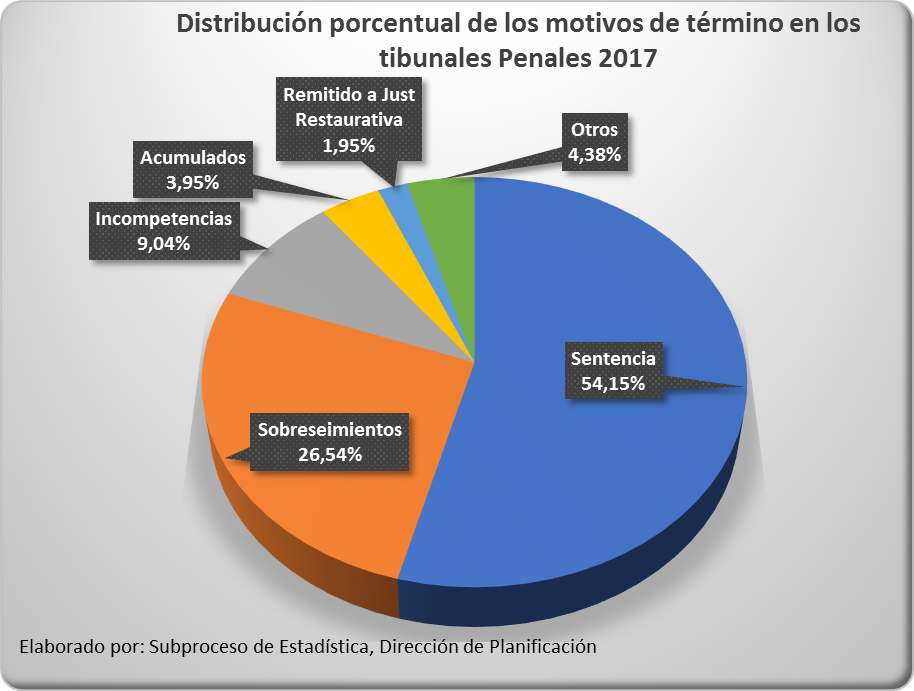 Distribución porcentual de los motivos de término en los
tibunales Penales 2017
Remitido a Just
Restaurativa
1,95%
Otros
4,38%
Acumulados
3,95%
Incompetencias
9,04%
Sentencia
54,15%
Sobreseimientos
26,54%
Elaborado por: Subproceso de Estadística, Dirección de Planificación